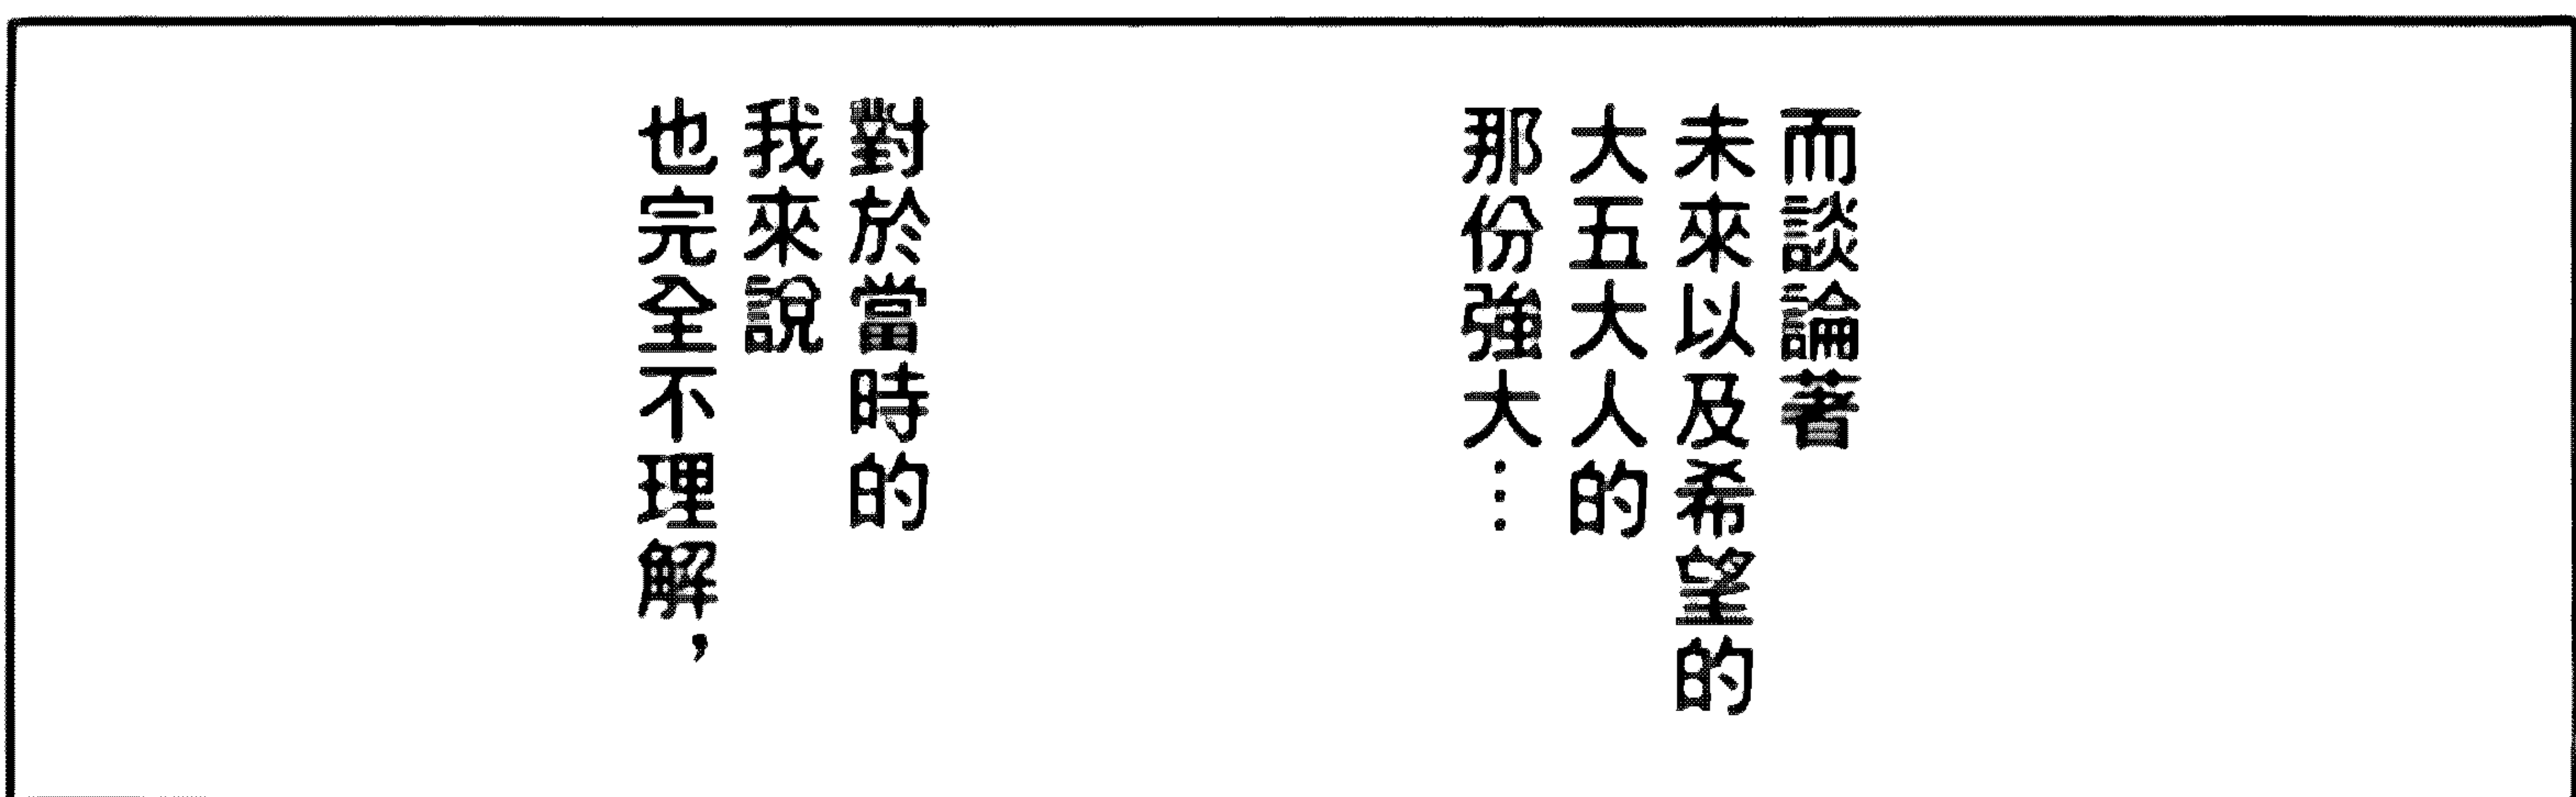 而談論著
未來以及希望的
大五大人的
那份強大…
對於當時的
我來說
也完全不理解，